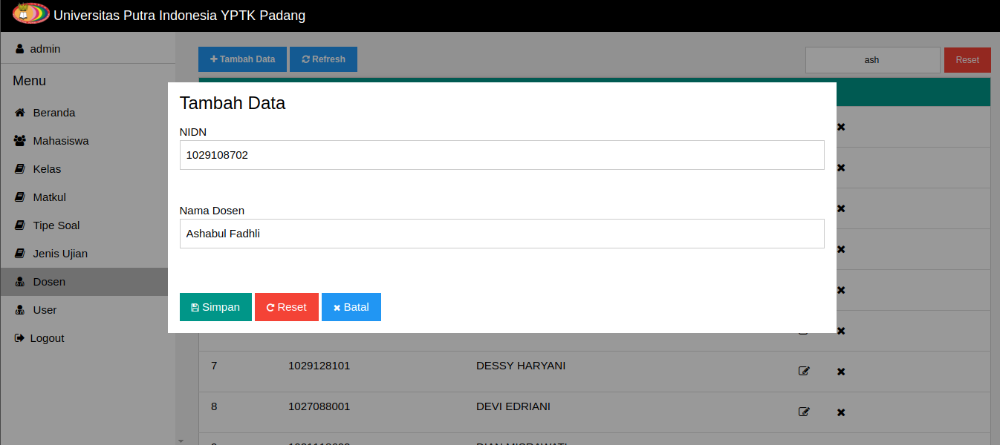 Universitas Putra Indonesia YPTK Padang
admin
Menu
Beranda
Mahasiswa
Kelas
Matkul
Tipe Soal
Jenis Ujian
Dosen
User
Logout
Tambah Data
Refresh
ash
Reset
Tambah Data
NIDN
1029108702
Nama Dosen
Ashabul Fadhli
Simpan
Reset
Batal
7 1029128101 DESSY HARYANI
8 1027088001 DEVI EDRIANI